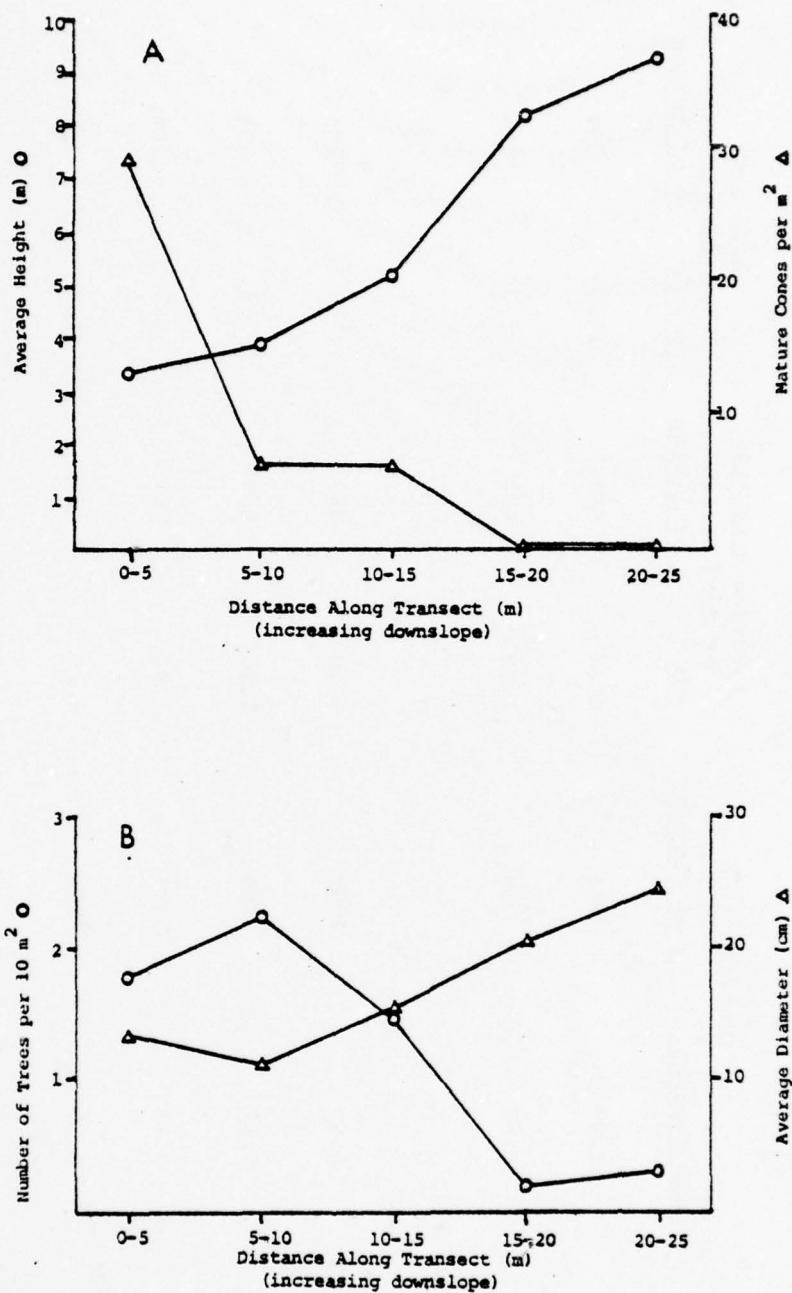 A
Average Height (m) O
10
9
8
7
6
5
4
3
2
1
40
30
20
10
Mature Cones per m² Δ
0-5 5-10 10-15 15-20 20-25
Distance Along Transect (m)
(increasing downslope)
B
Number of Trees per 10 m² O
3
2
1
30
20
10
Average Diameter (cm) Δ
0-5 5-10 10-15 15-20 20-25
Distance Along Transect (m)
(increasing downslope)